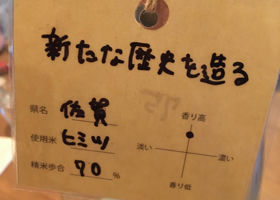 新たな歴史を造る
県名 佐賀
使用米 ヒミツ
精米歩合 70 %
香り高
淡い 濃い
香り低